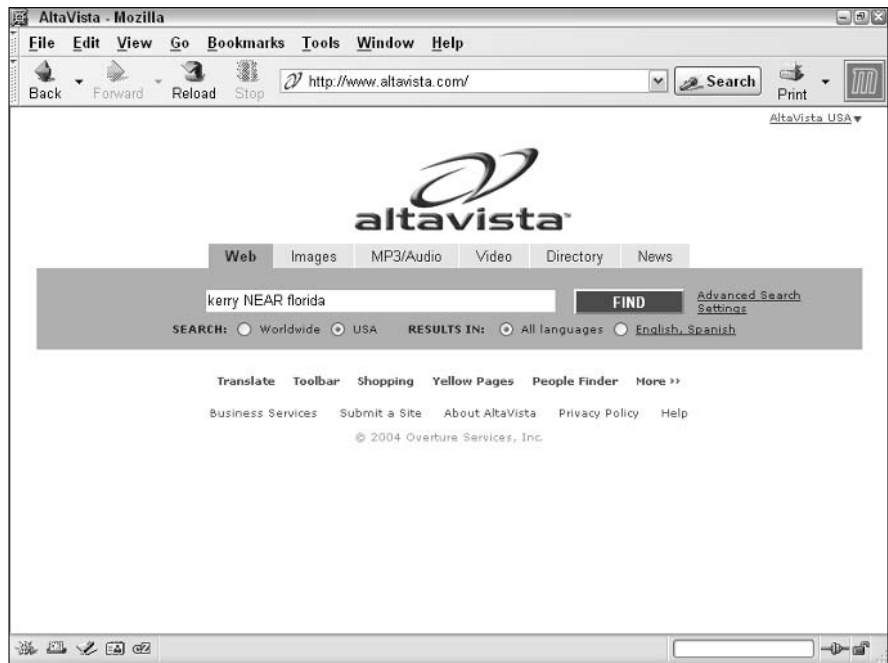 AltaVista - Mozilla
File Edit View Go Bookmarks Tools Window Help
Back Forward Reload Stop http://www.altavista.com/ Search Print
AltaVista USA
altavista™
Web Images MP3/Audio Video Directory News
kerry NEAR florida FIND Advanced Search
Settings
SEARCH: Worldwide USA RESULTS IN: All languages English, Spanish
Translate Toolbar Shopping Yellow Pages People Finder More >>
Business Services Submit a Site About AltaVista Privacy Policy Help
© 2004 Overture Services, Inc.